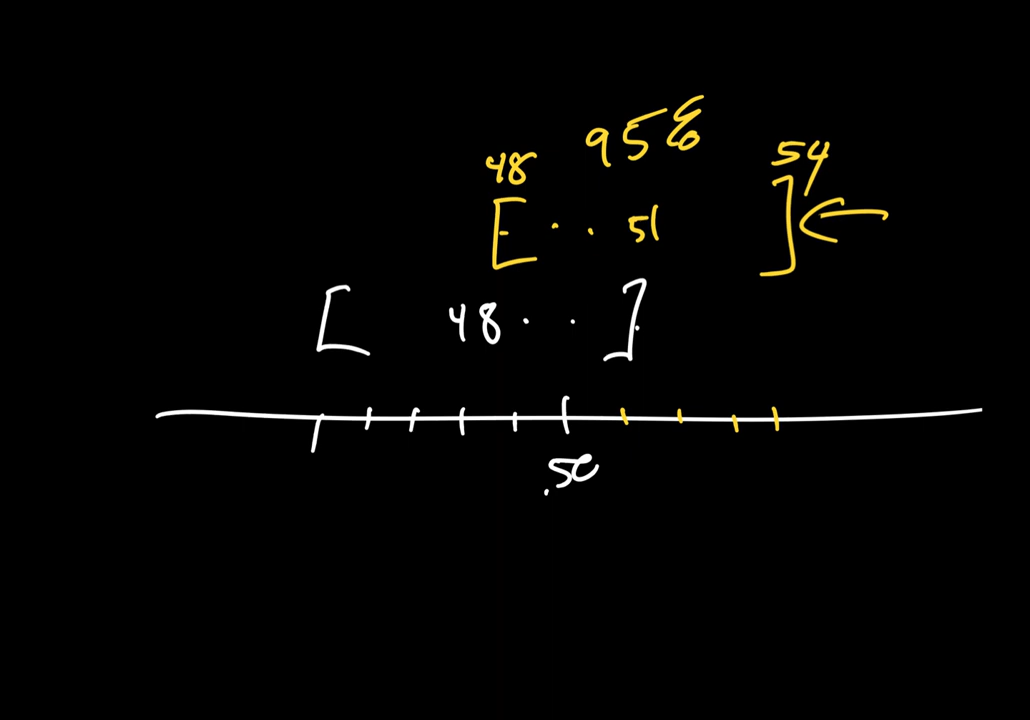 95%
48 54
[ . . 51 ]
[ 48 . . ]
.50